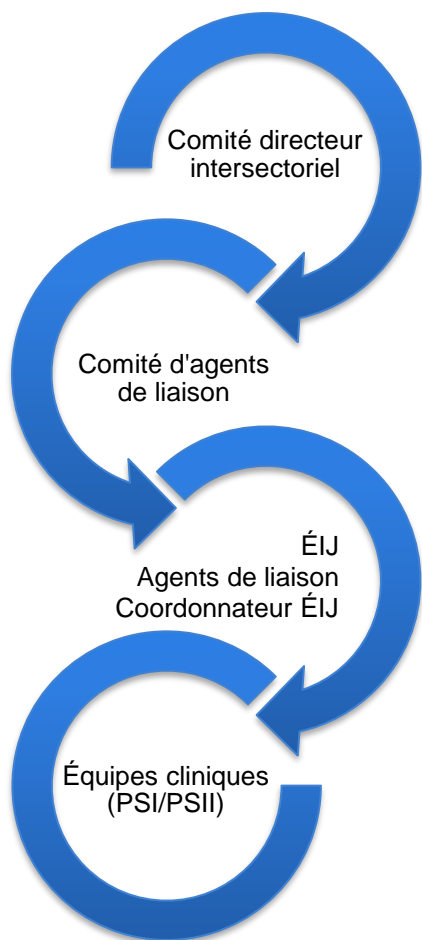 Comité directeur
intersectoriel
Comité d'agents
de liaison
ÉIJ
Agents de liaison
Coordonnateur ÉIJ
Équipes cliniques
(PSI/PSII)